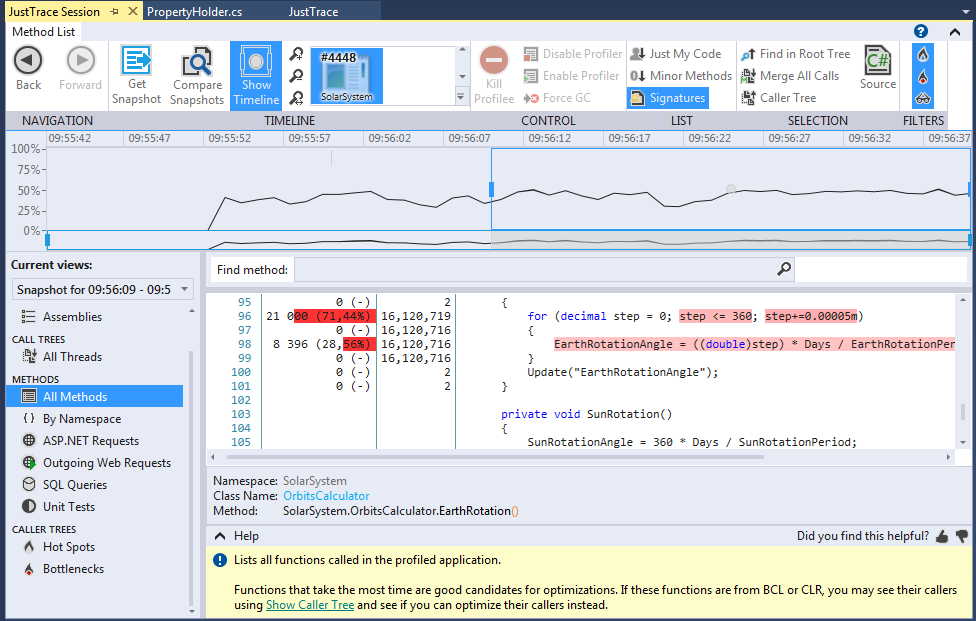 JustTrace Session
PropertyHolder.cs
JustTrace
Method List
?
Back
Forward
Get Snapshot
Compare Snapshots
Show Timeline
#4448
SolarSystem
Kill Profiler
Disable Profiler
Enable Profiler
Force GC
Just My Code
Minor Methods
Signatures
Find in Root Tree
Merge All Calls
Caller Tree
C#
Source
NAVIGATION TIMELINE CONTROL LIST SELECTION FILTERS
09:55:42 09:55:47 09:55:52 09:55:57 09:56:02 09:56:07 09:56:12 09:56:17 09:56:22 09:56:27 09:56:32 09:56:37
100%
75%
50%
25%
0%
Current views:
Snapshot for 09:56:09 - 09:5
Assemblies
CALL TREES
All Threads
METHODS
All Methods
By Namespace
ASP.NET Requests
Outgoing Web Requests
SQL Queries
Unit Tests
CALLER TREES
Hot Spots
Bottlenecks
Find method:
95 0 (-) 2 {
96 21 000 (71,44%) 16,120,719 for (decimal step = 0; step <= 360; step+=0.00005m)
97 0 (-) 16,120,716 {
98 8 396 (28,56%) 16,120,716 EarthRotationAngle = ((double)step) * Days / EarthRotationPer
99 0 (-) 16,120,716 }
100 0 (-) 2 Update("EarthRotationAngle");
101 0 (-) 2 }
102
103 private void SunRotation()
104 {
105 SunRotationAngle = 360 * Days / SunRotationPeriod;
Namespace: SolarSystem
Class Name: OrbitsCalculator
Method: SolarSystem.OrbitsCalculator.EarthRotation()
Help
Did you find this helpful?
Lists all functions called in the profiled application.
Functions that take the most time are good candidates for optimizations. If these functions are from BCL or CLR, you may see their callers
using Show Caller Tree and see if you can optimize their callers instead.